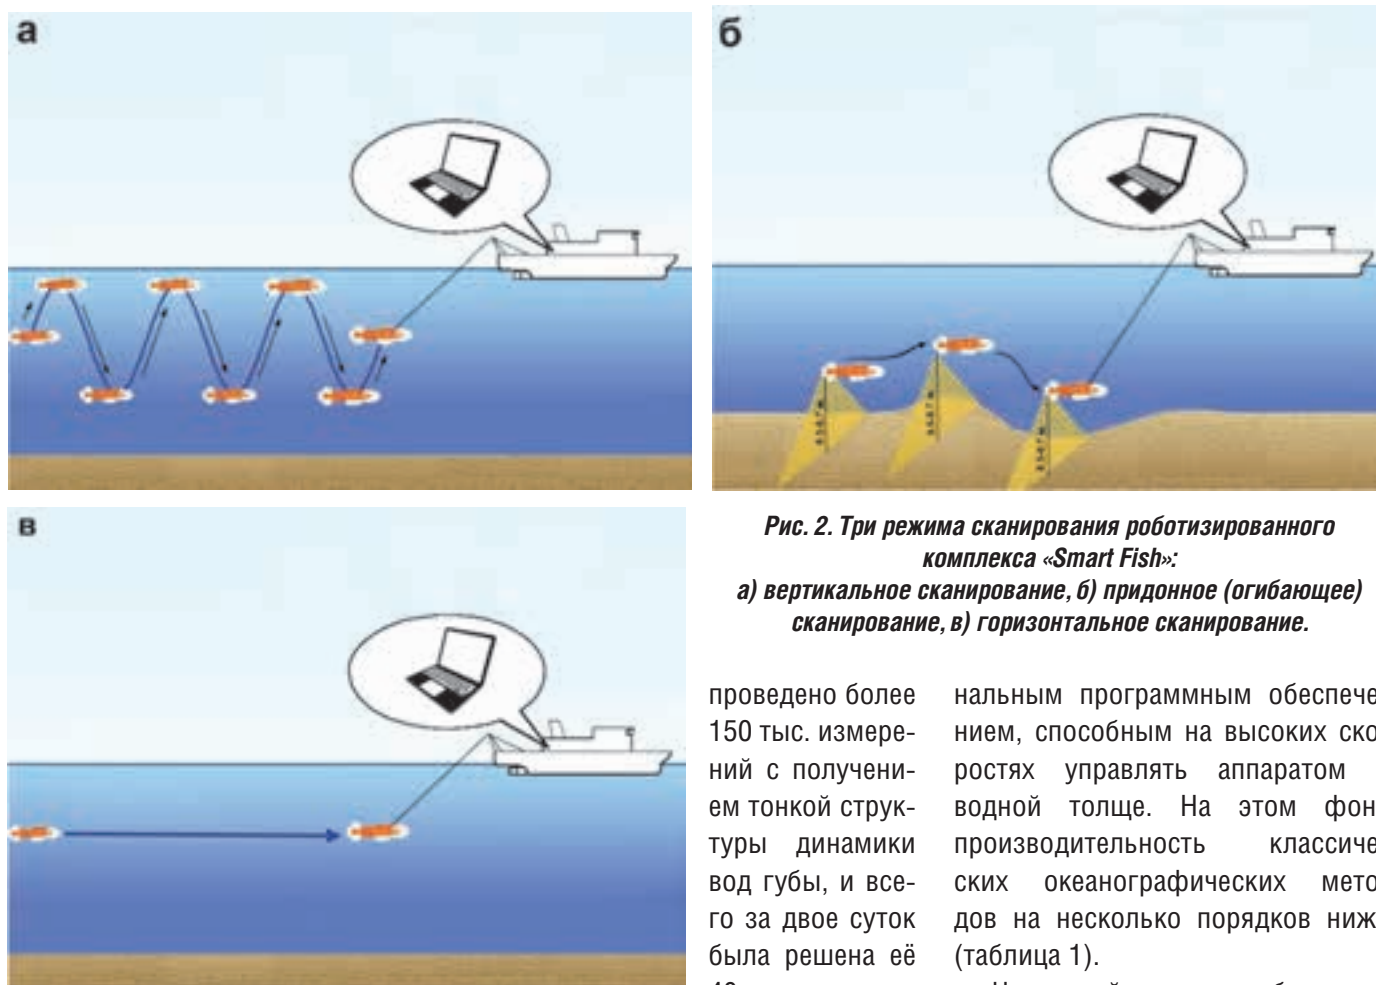 а
б
в
Рис. 2. Три режима сканирования роботизированного
комплекса «Smart Fish»:
а) вертикальное сканирование, б) придонное (огибающее)
сканирование, в) горизонтальное сканирование.
проведено более
150 тыс. измере-
ний с получени-
ем тонкой струк-
туры динамики
вод губы, и все-
го за двое суток
была решена её
нальным программным обеспече
нием, способным на высоких ско
ростях управлять аппаратом
водной толще. На этом фон
производительность классиче
ских океанографических мето
дов на несколько порядков ниж
(таблица 1).